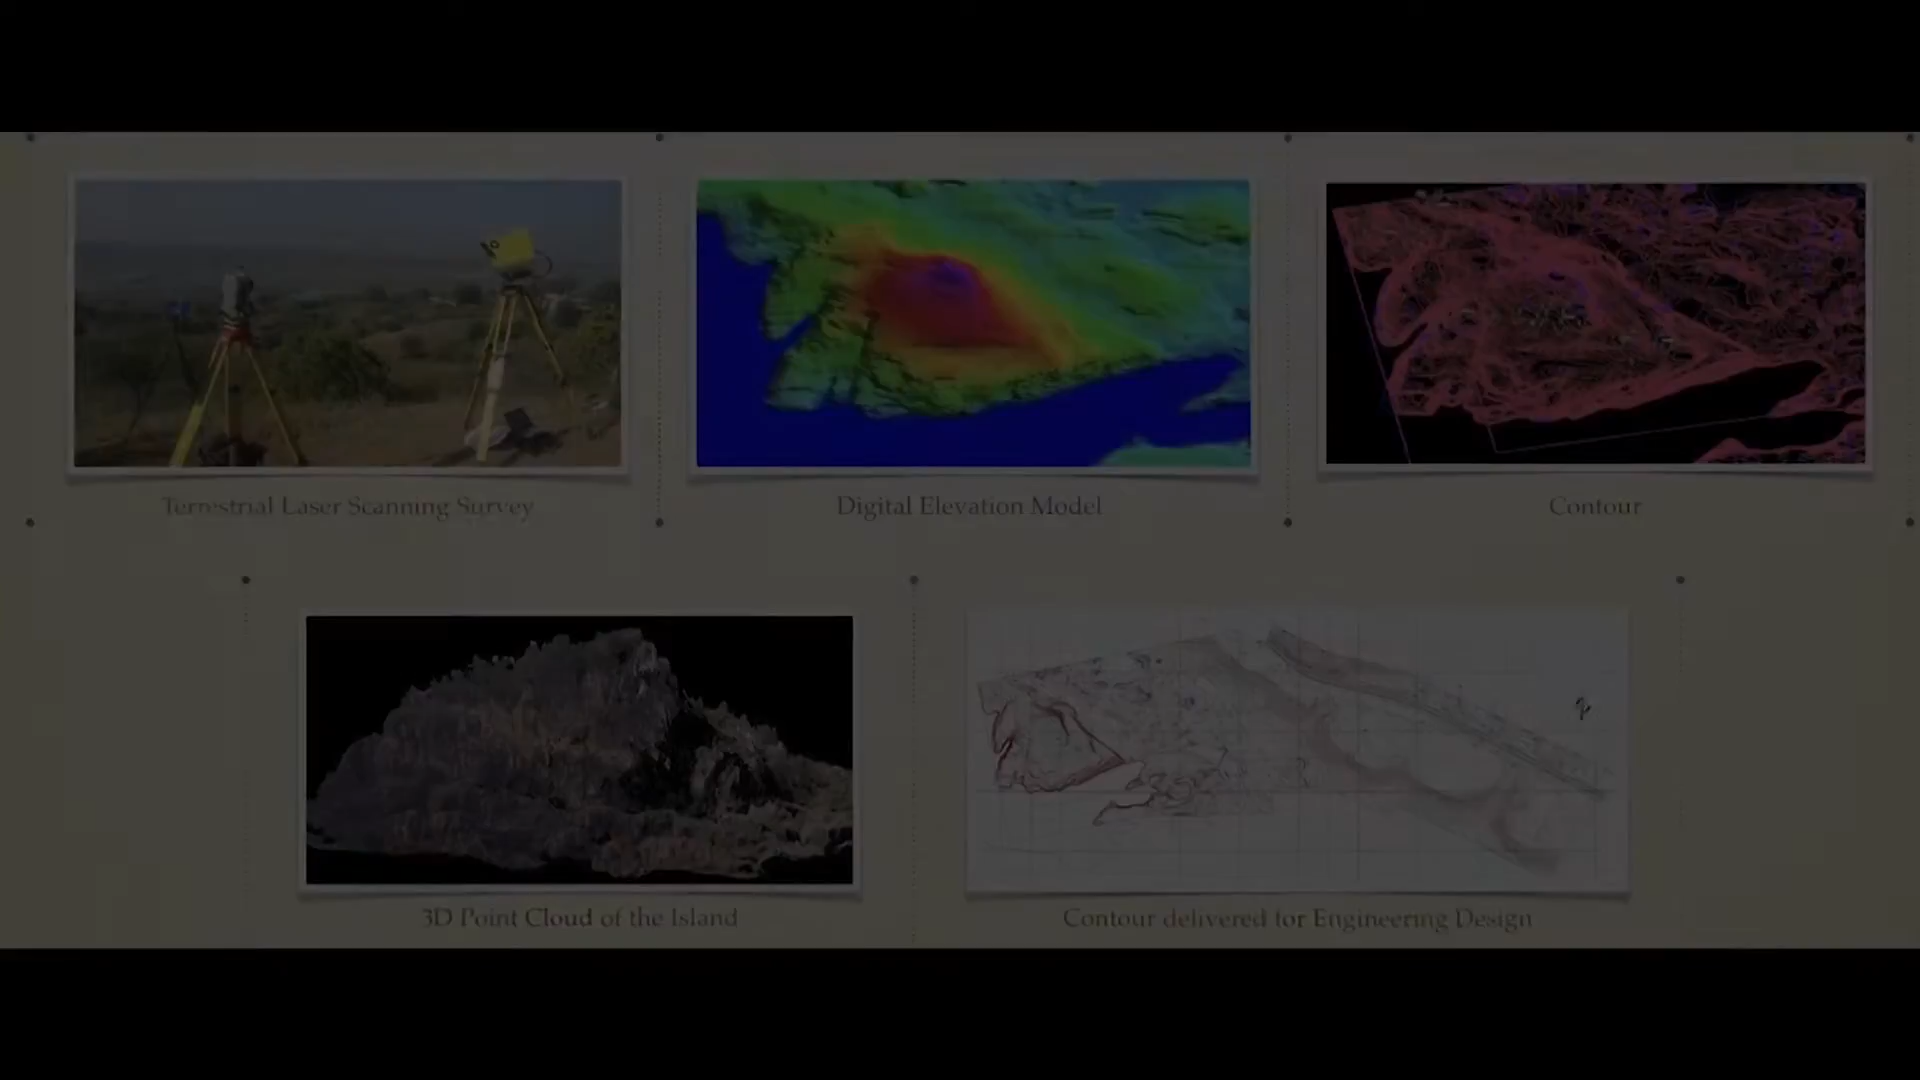 Terrestrial Laser Scanning Survey
Digital Elevation Model
Contour
3D Point Cloud of the Island
Contour delivered for Engineering Design